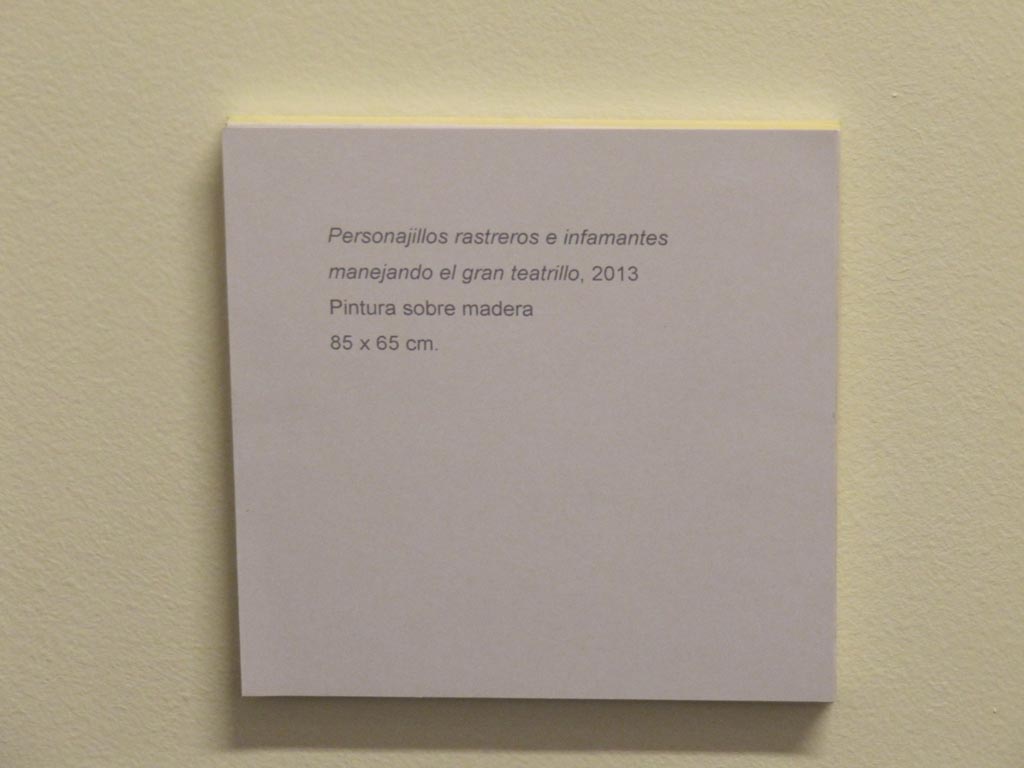 Personajillos rastreros e infamantes
manejando el gran teatrillo, 2013
Pintura sobre madera
85 x 65 cm.